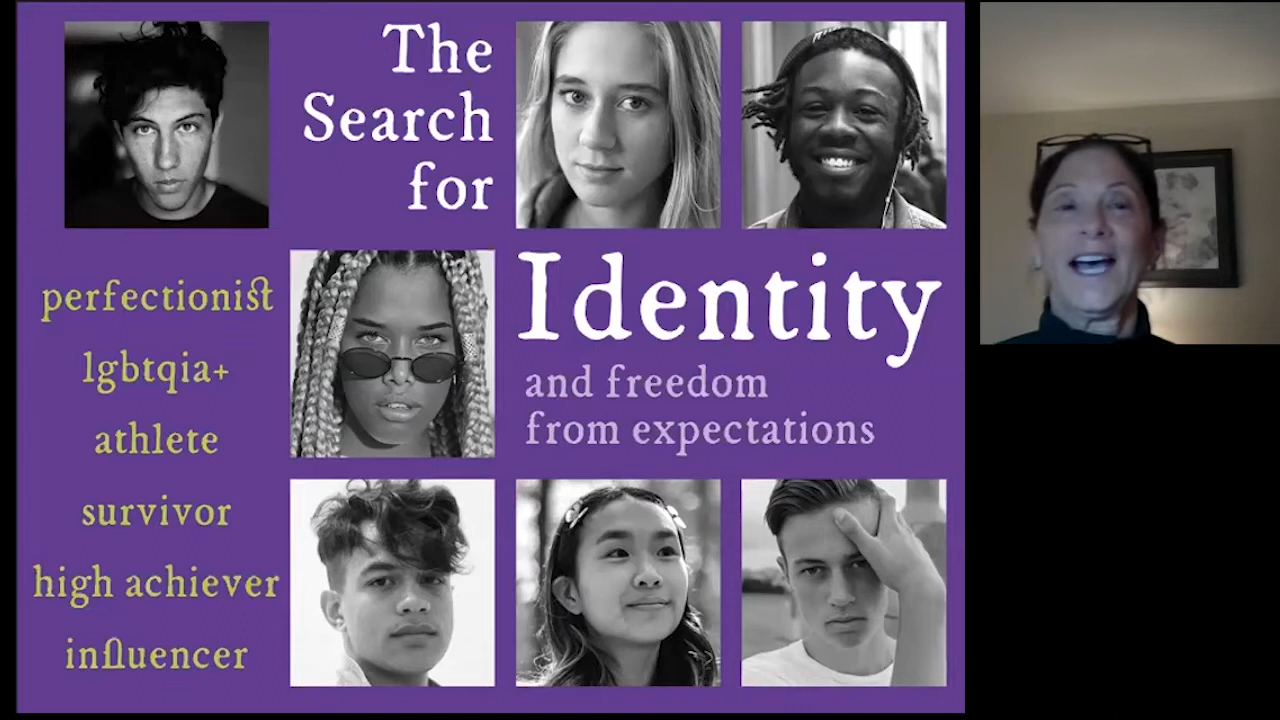 The
Search
for
Identity
and freedom
from expectations
perfectionist
lgbtqia+
athlete
survivor
high achiever
influencer